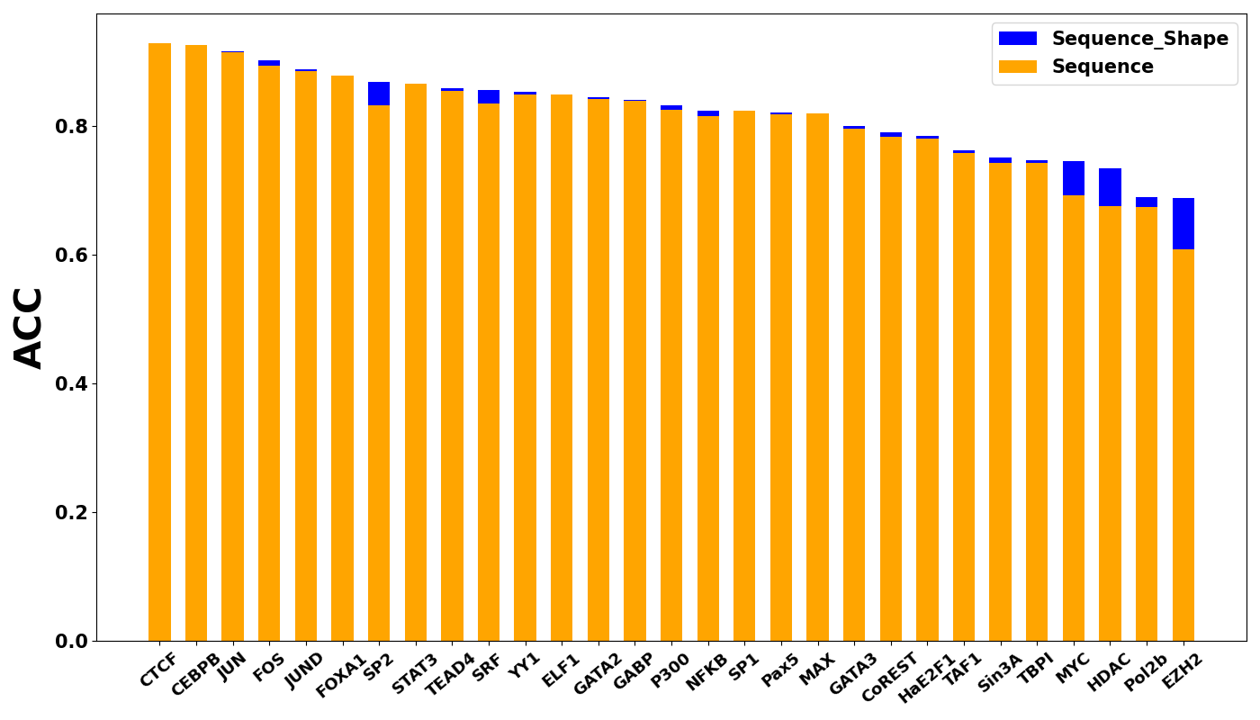 Sequence_Shape
Sequence
ACC
0.8
0.6
0.4
0.2
0.0
CTCF
CEBPB
JUN
FOS
JUND
FOXA1
SP2
STAT3
TEAD4
SRF
YY1
ELF1
GATA2
GABP
P300
NFKB
SP1
Pax5
MAX
GATA3
CoREST
HaE2F1
TAF1
Sin3A
TBPI
MYC
HDAC
Pol2b
EZH2